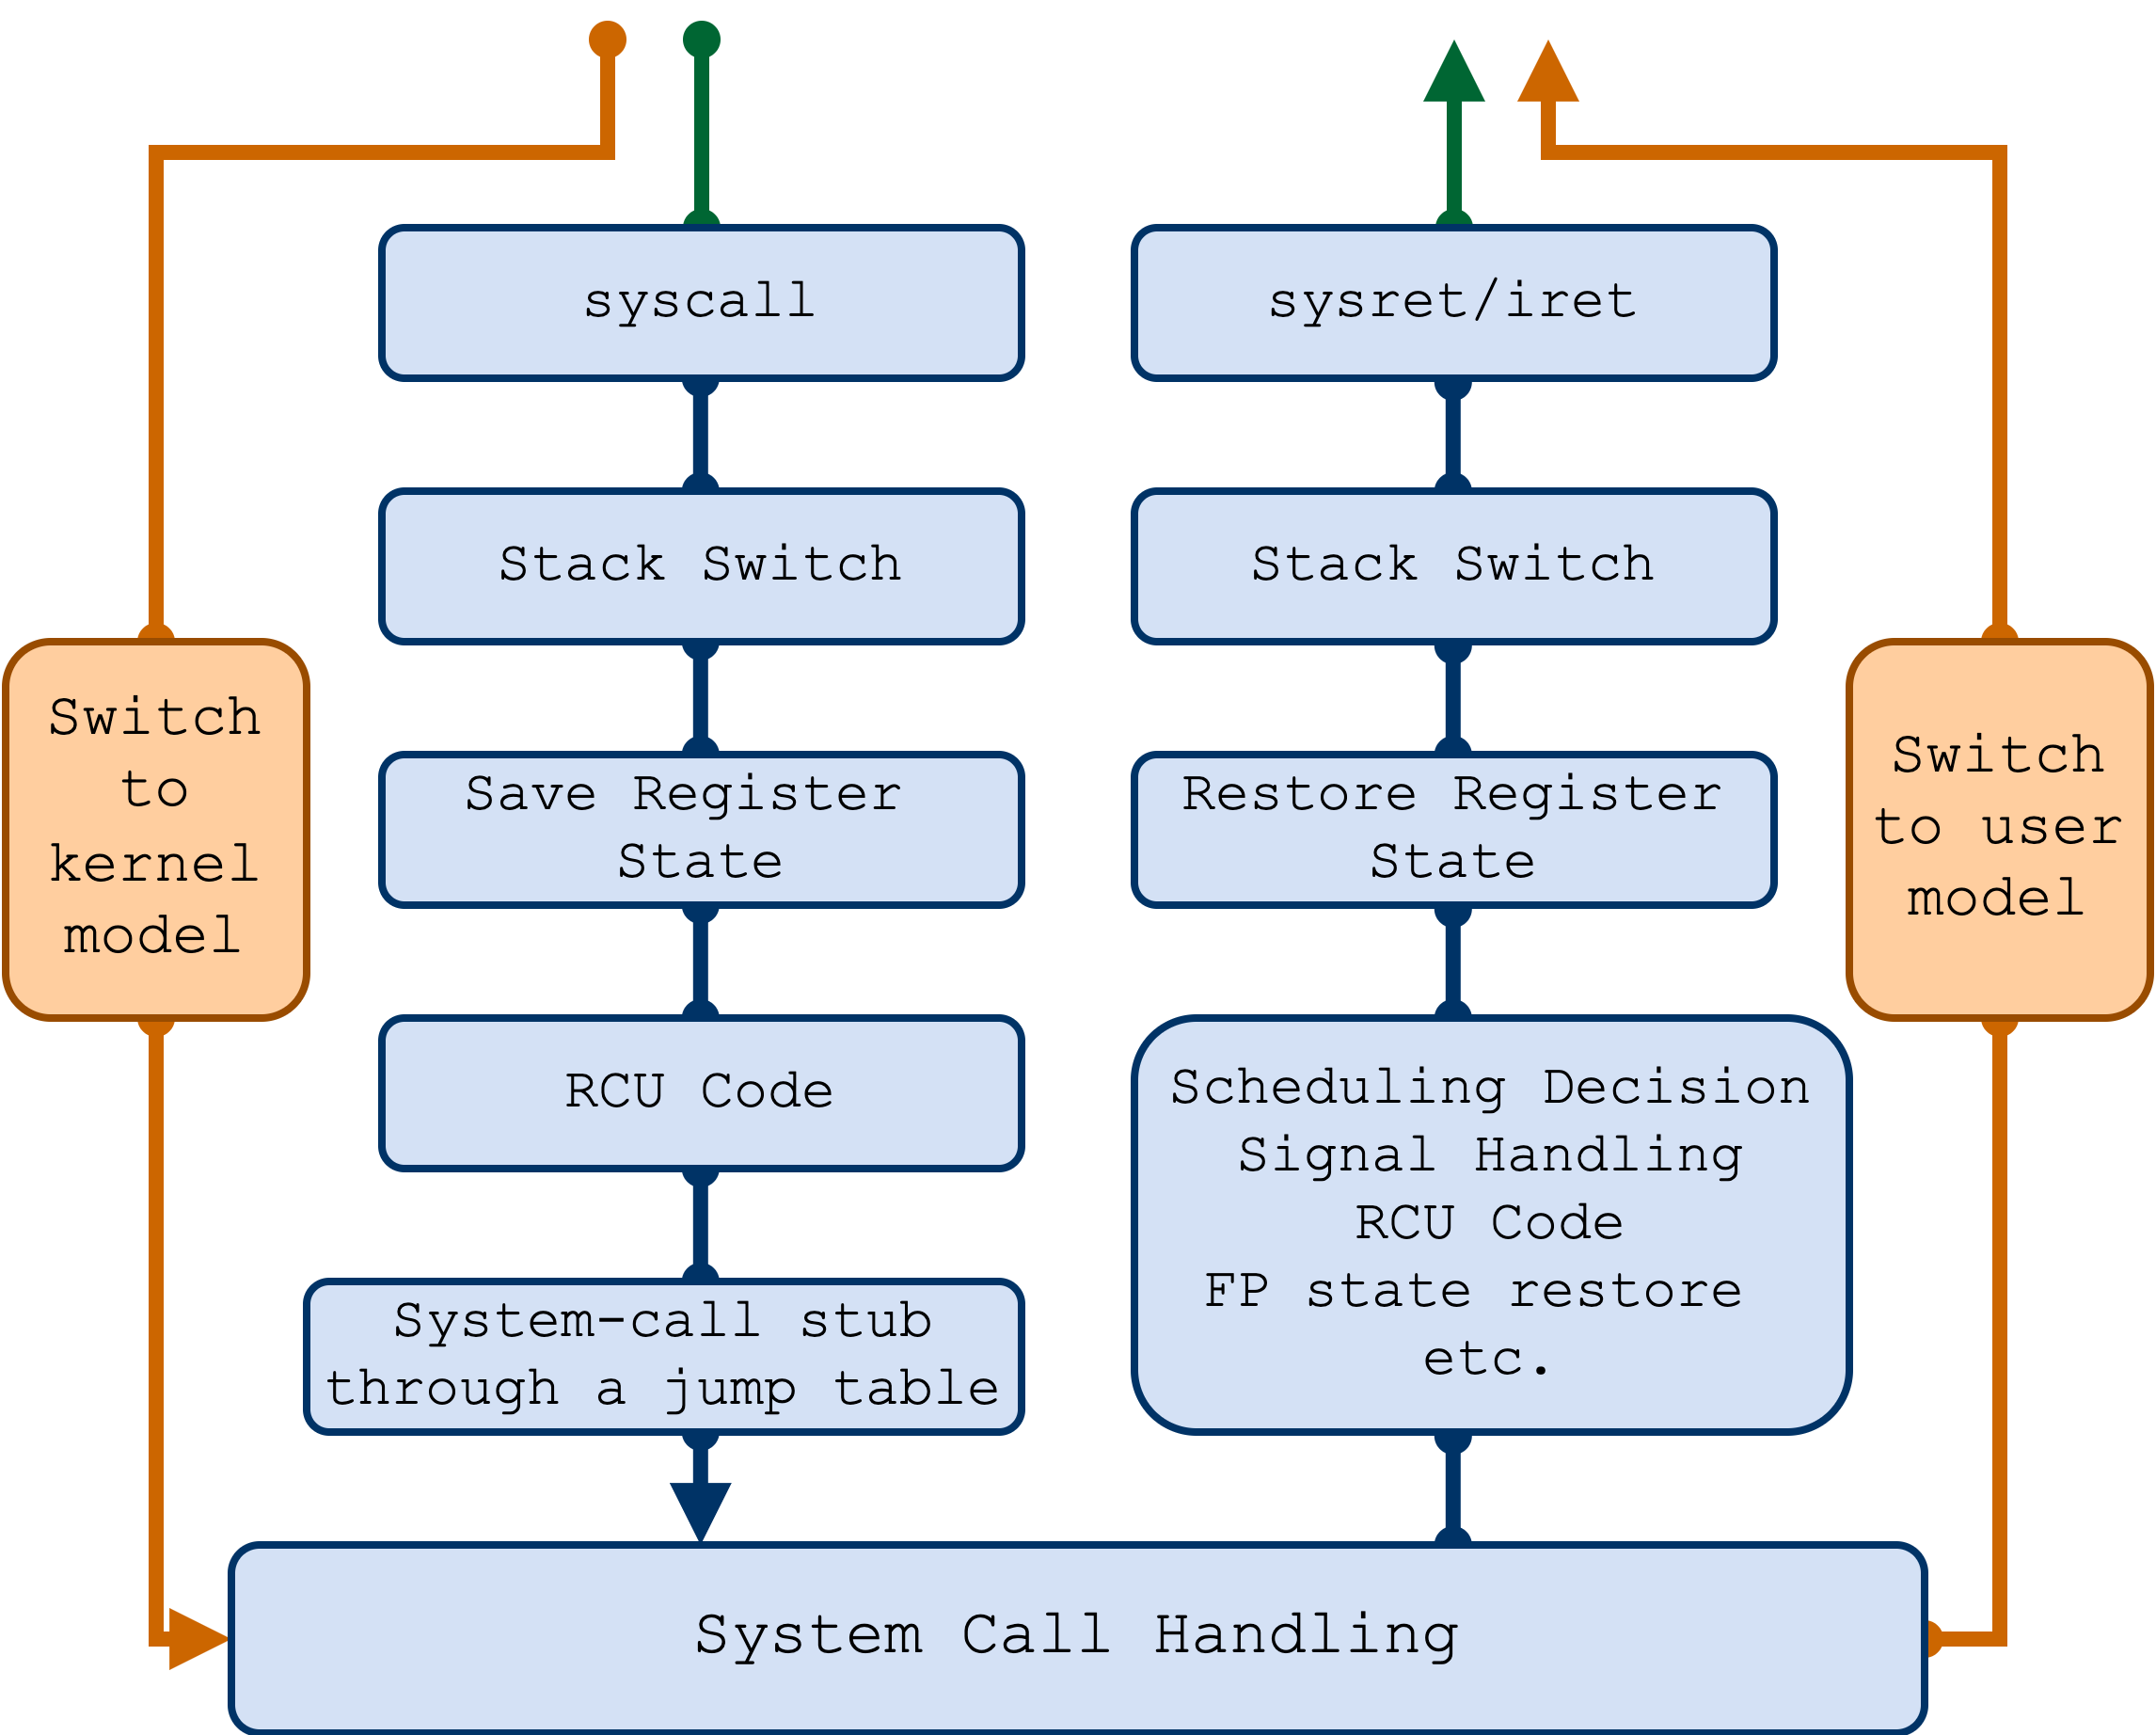 syscall
Stack Switch
Save Register
State
RCU Code
System-call stub
through a jump table
sysret/iret
Stack Switch
Restore Register
State
Scheduling Decision
Signal Handling
RCU Code
FP state restore
etc.
Switch
to
kernel
model
Switch
to user
model
System Call Handling